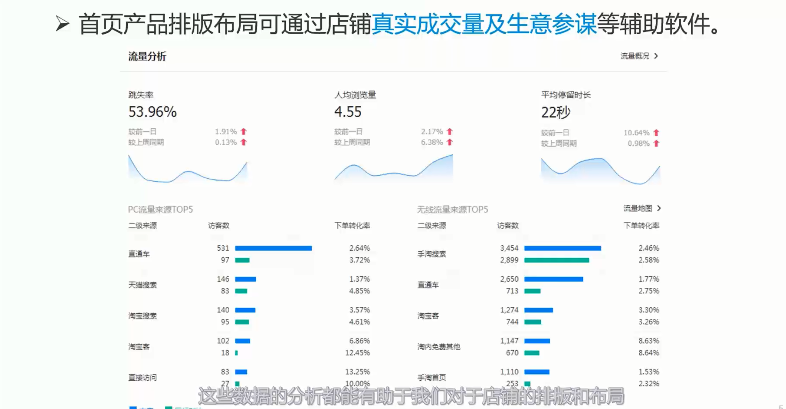 ➢ 首页产品排版布局可通过店铺真实成交量及生意参谋等辅助软件。
流量分析 流量概况 >
跳失率 人均浏览量 平均停留时长
53.96% 4.55 22秒
较前一日 1.91% 较前一日 2.17% 较前一日 10.64%
较上周同期 0.13% 较上周同期 6.30% 较上周同期 0.98%
PC流量来源TOP5 无线流量来源TOP5 流量地图 >
二级来源 访客数 下单转化率 二级来源 访客数 下单转化率
直通车 531 2.64% 手淘搜索 3,454 2.46%
97 3.72% 2,899 2.58%
天猫搜索 146 1.37% 直通车 2,650 1.77%
83 4.85% 713 2.75%
淘宝搜索 140 3.57% 淘宝客 1,274 3.30%
95 4.61% 744 3.26%
淘宝客 102 6.86% 淘内免费其他 1,147 8.63%
18 12.45% 670 8.64%
直接访问 83 13.25% 手淘首页 1,110 1.53%
27 10.00% 253 2.32%
这些数据的分析都能有助于我们对于店铺的排版和布局